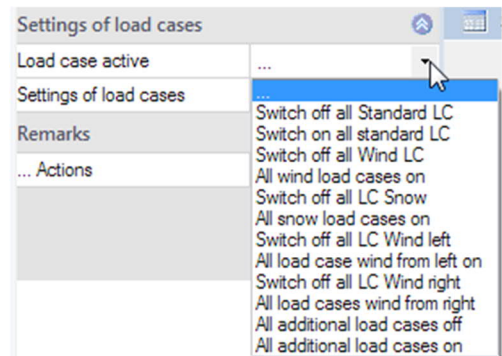 Settings of load cases
Load case active ...
Settings of load cases ...
Switch off all Standard LC
Switch on all standard LC
Remarks
Switch off all Wind LC
... Actions
All wind load cases on
Switch off all LC Snow
All snow load cases on
Switch off all LC Wind left
All load case wind from left on
Switch off all LC Wind right
All load cases wind from right
All additional load cases off
All additional load cases on